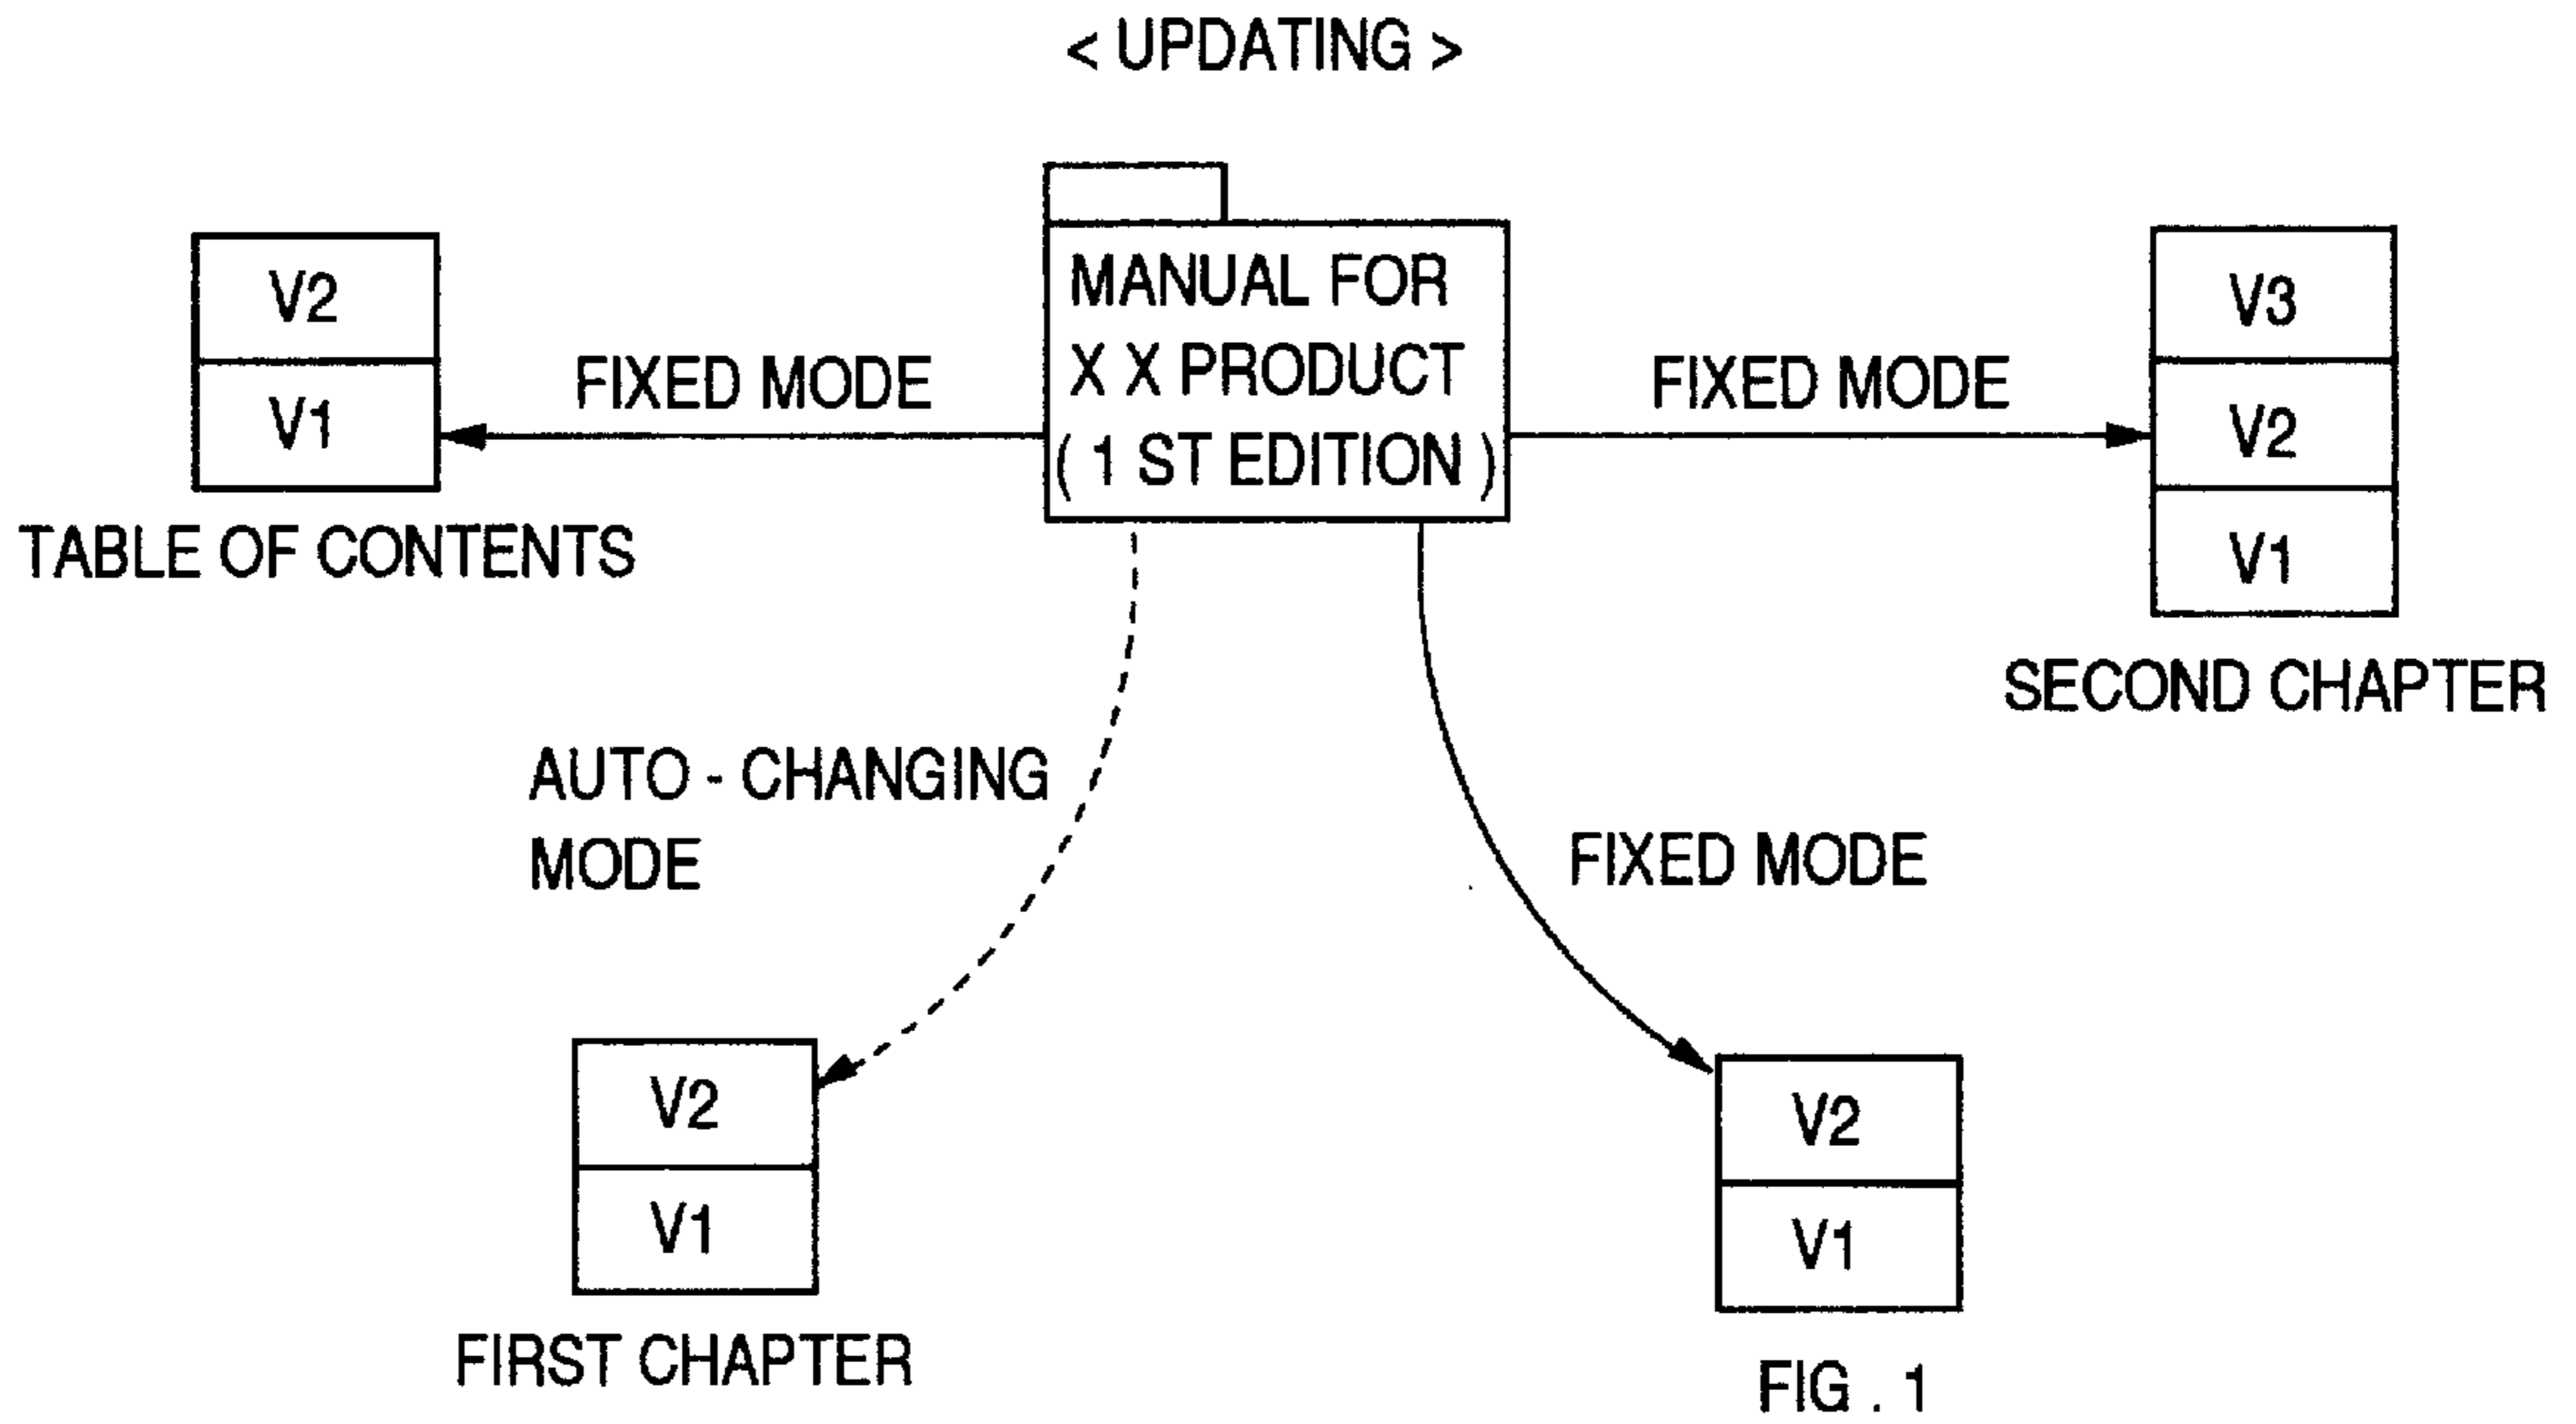 < UPDATING >
V2
V1
TABLE OF CONTENTS
FIXED MODE
MANUAL FOR
X X PRODUCT
( 1 ST EDITION )
FIXED MODE
V3
V2
V1
SECOND CHAPTER
AUTO - CHANGING
MODE
FIXED MODE
V2
V1
FIRST CHAPTER
V2
V1
FIG . 1